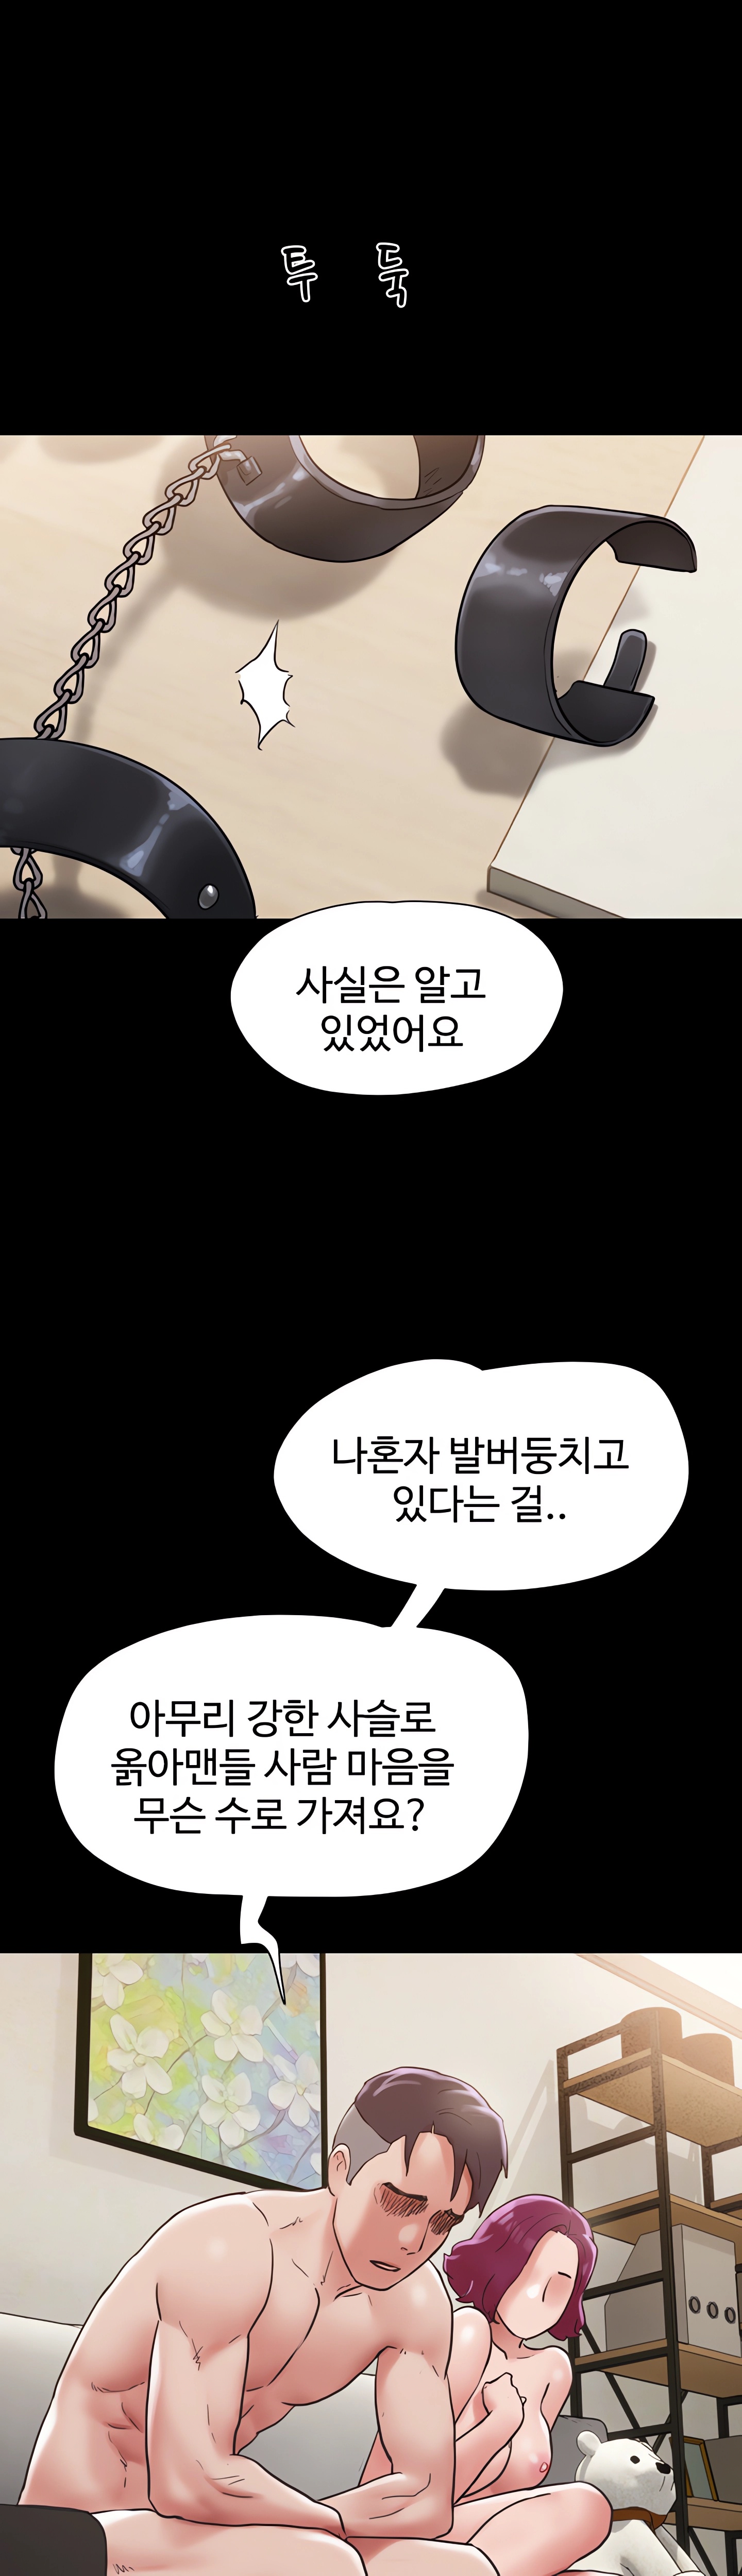 투 둑
사실은 알고
있었어요
나혼자 발버둥치고
있다는 걸..
아무리 강한 사슬로
옭아맨들 사람 마음을
무슨 수로 가져요?